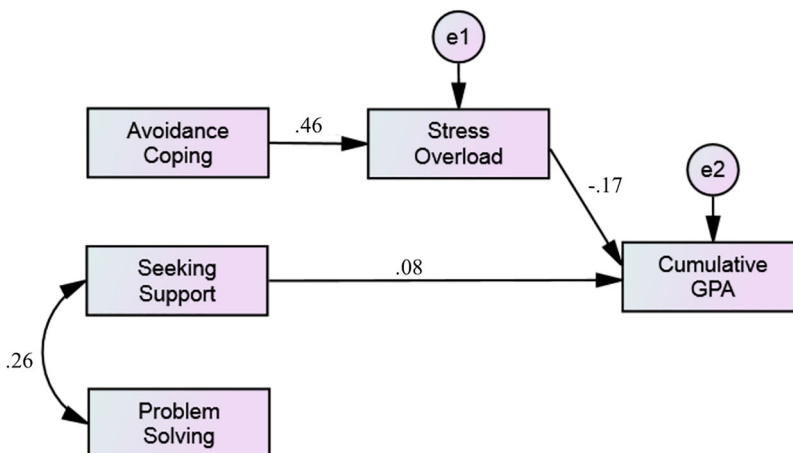 e1
Avoidance
Coping
.46
Stress
Overload
-.17
e2
Seeking
Support
.08
Cumulative
GPA
.26
Problem
Solving